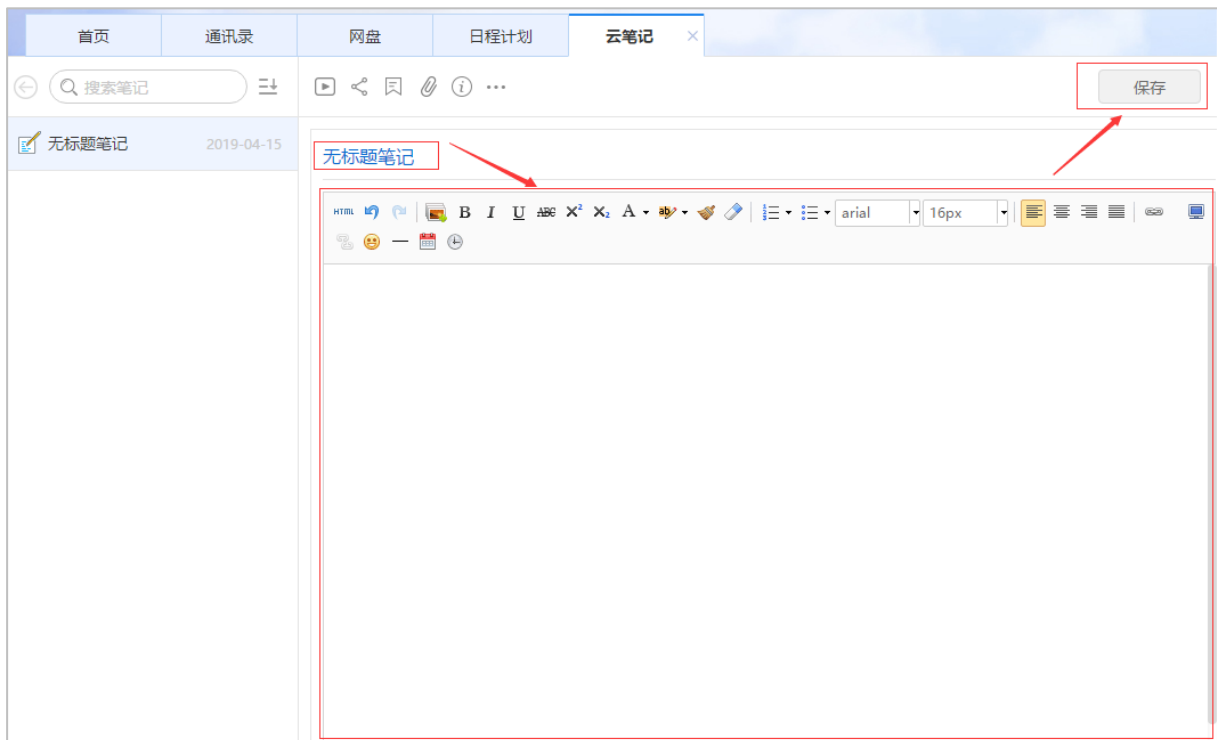 首页 通讯录 网盘 日程计划 云笔记 ×
搜索笔记 保存
无标题笔记 2019-04-15
无标题笔记
HTML B I U ABC X² X₂ A ab arial 16px